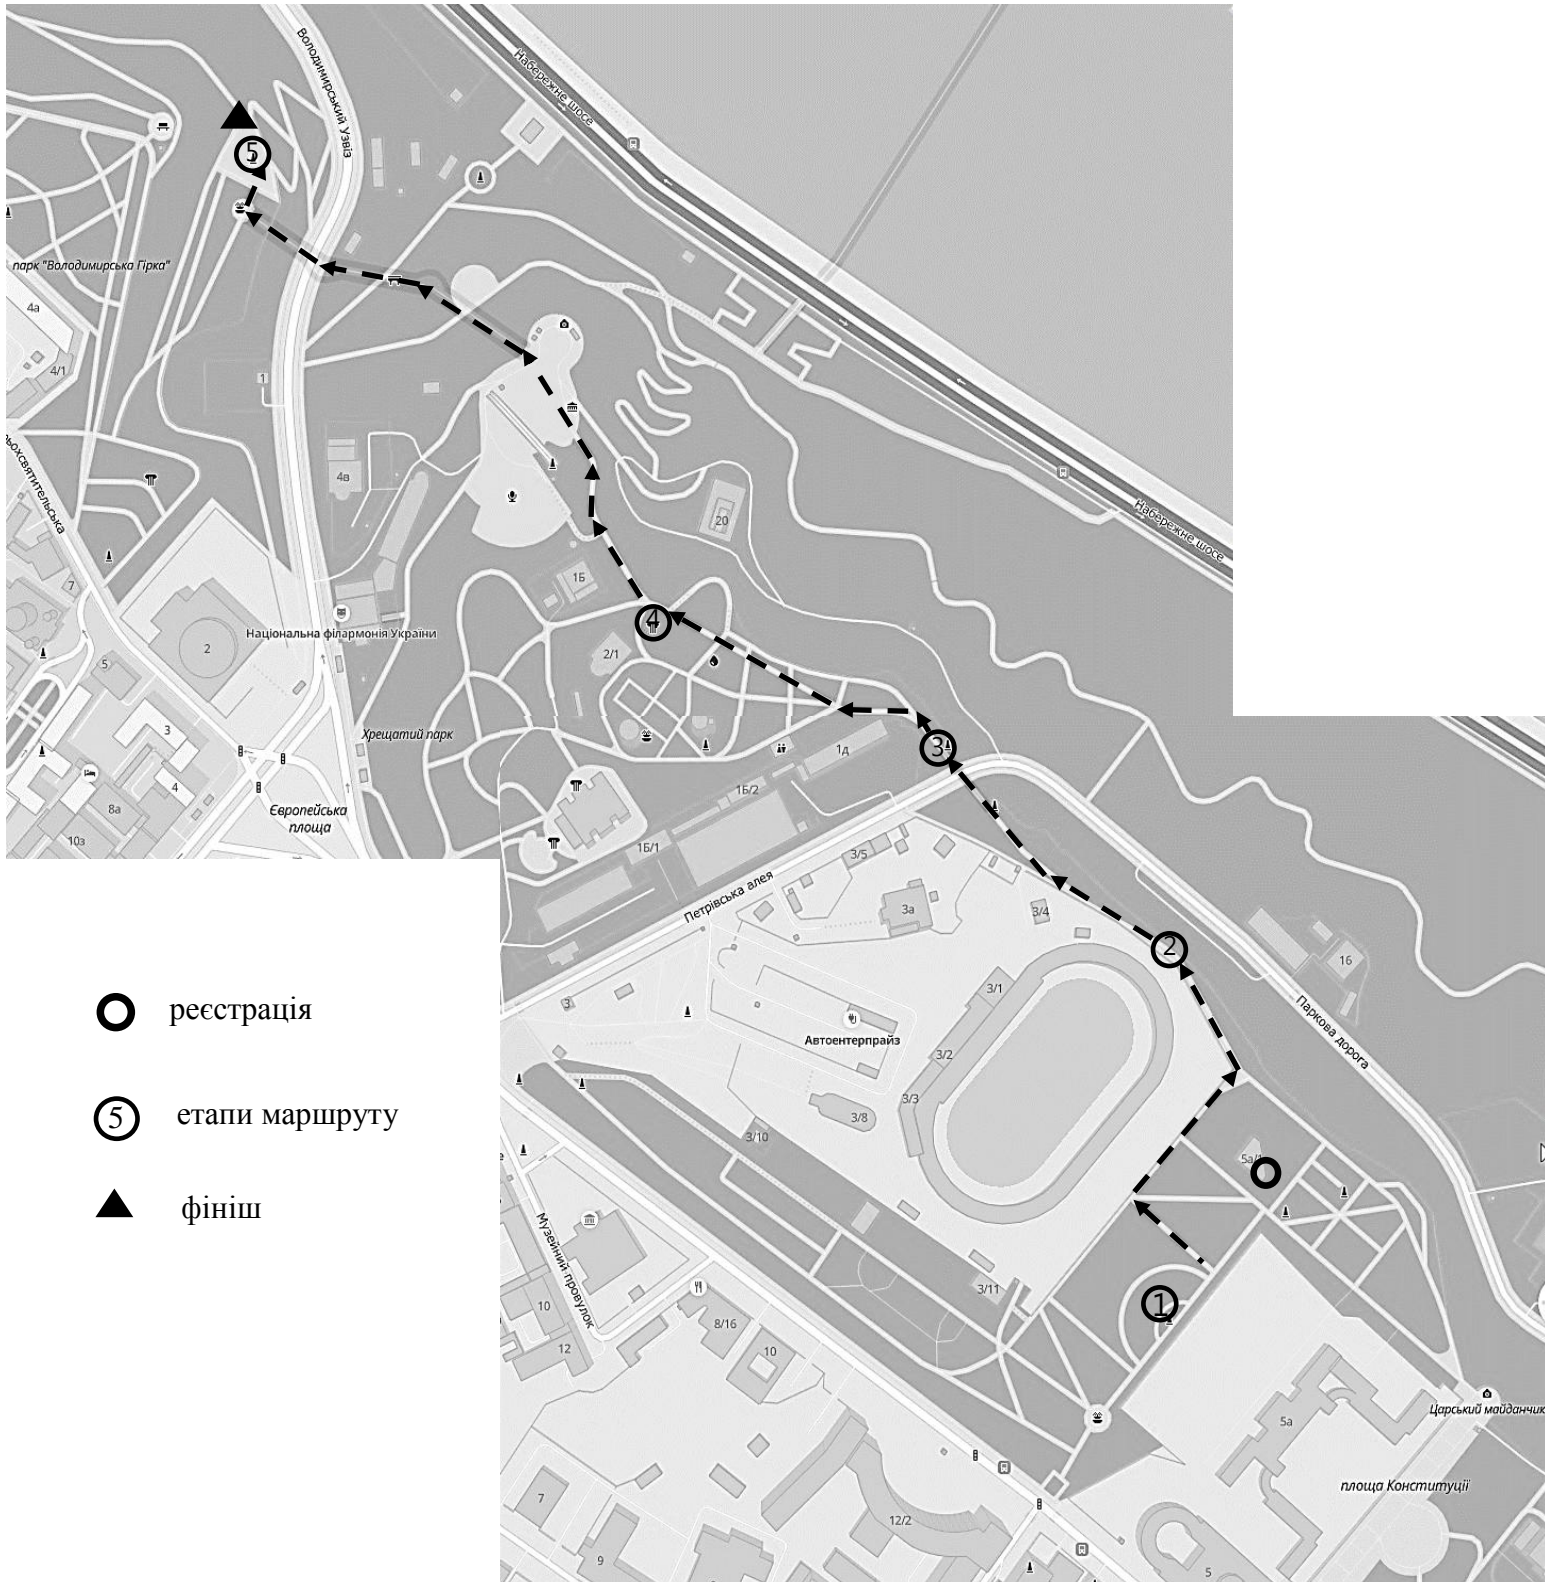 Володимирський Узвіз
Набережне шосе
5
парк "Володимирська Гірка"
4а
4/1
1
4в
20
Набережне шосе
ьохсвятительська
7
1Б
4
Національна філармонія України
2
2/1
5
3
Хрещатий парк
1д
3
4
8а
Європейська
площа
10з
1Б/2
1Б/1
3/5
Петрівська алея
3а
3/4
2
16
3/1
3
Автоентерпрайз
Паркова дорога
3/2
3/3
3/8
3/10
5а/1
реєстрація
5
етапи маршруту
фініш
Музейний провулок
3/11
1
10
8/16
12
10
5а
Царський майданчик
площа Конституції
7
12/2
9
5